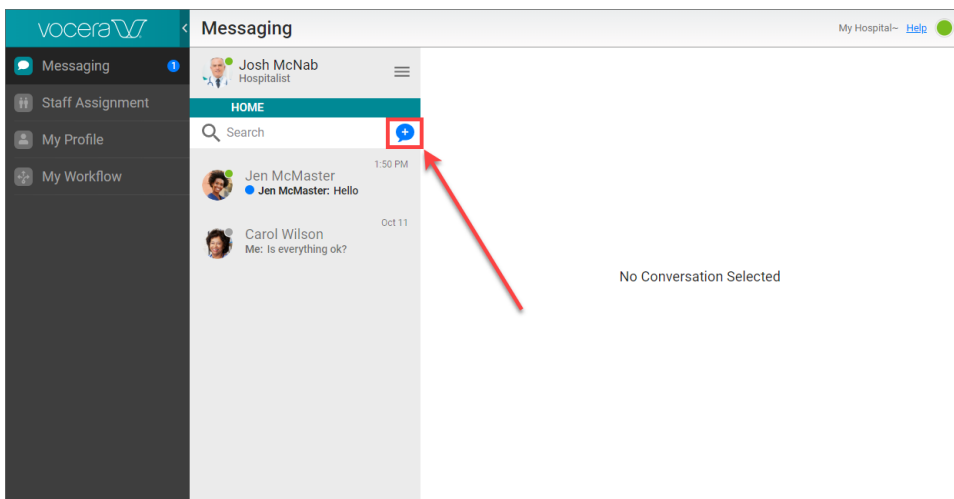 vocera
Messaging
My Hospital~ Help
Messaging 1
Staff Assignment
My Profile
My Workflow
Josh McNab
Hospitalist
HOME
Search
1:50 PM
Jen McMaster
Jen McMaster: Hello
Oct 11
Carol Wilson
Me: Is everything ok?
No Conversation Selected